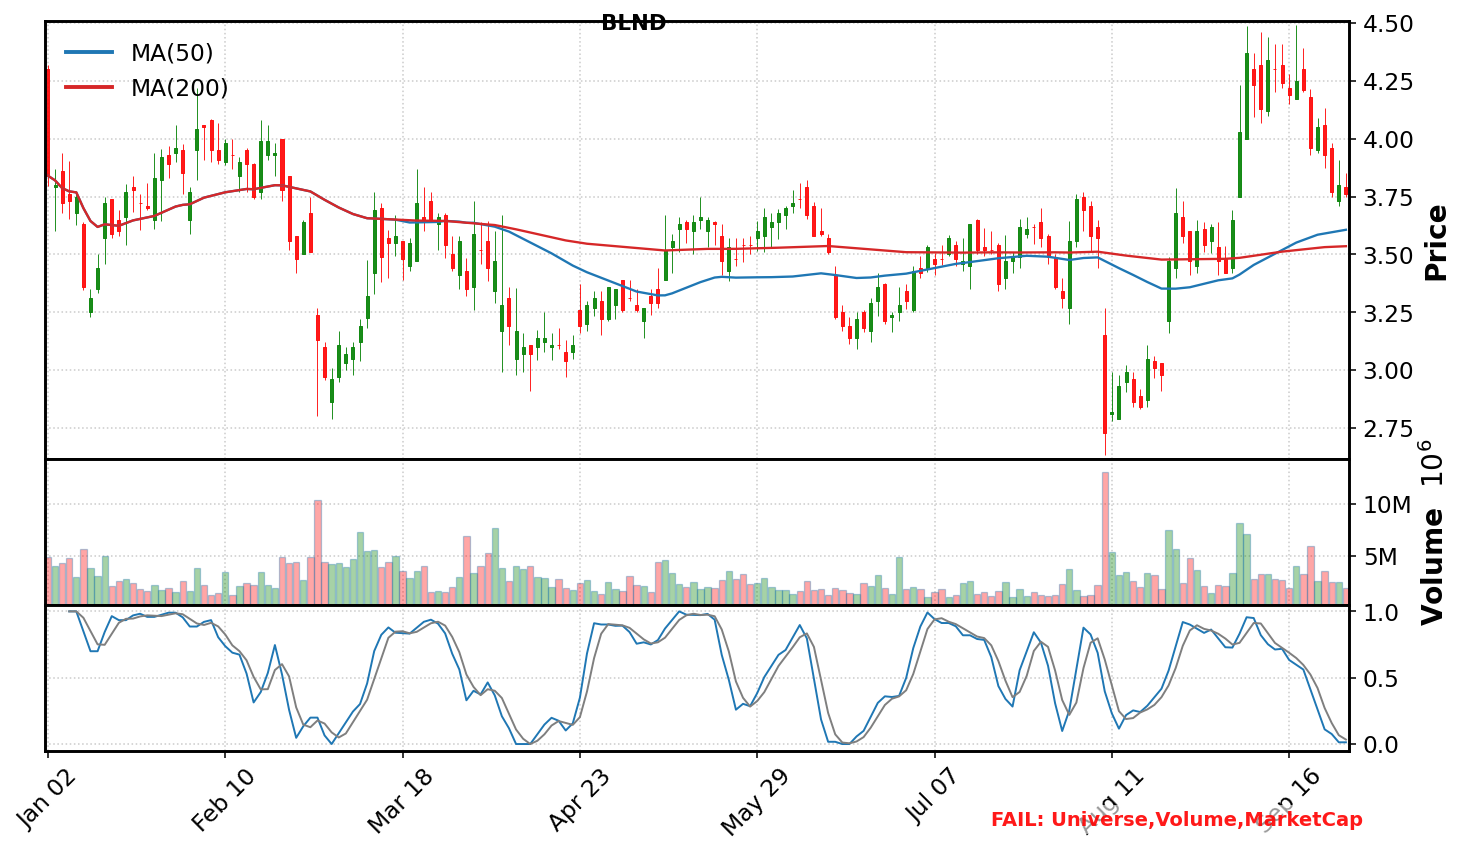 BLND
MA(50)
MA(200)
4.50
4.25
4.00
3.75
3.50
3.25
3.00
2.75
Price
10M
5M
Volume 10^6
1.0
0.5
0.0
Jan 02
Feb 10
Mar 18
Apr 23
May 29
Jul 07
Aug 11
Sep 16
FAIL: Universe,Volume,MarketCap